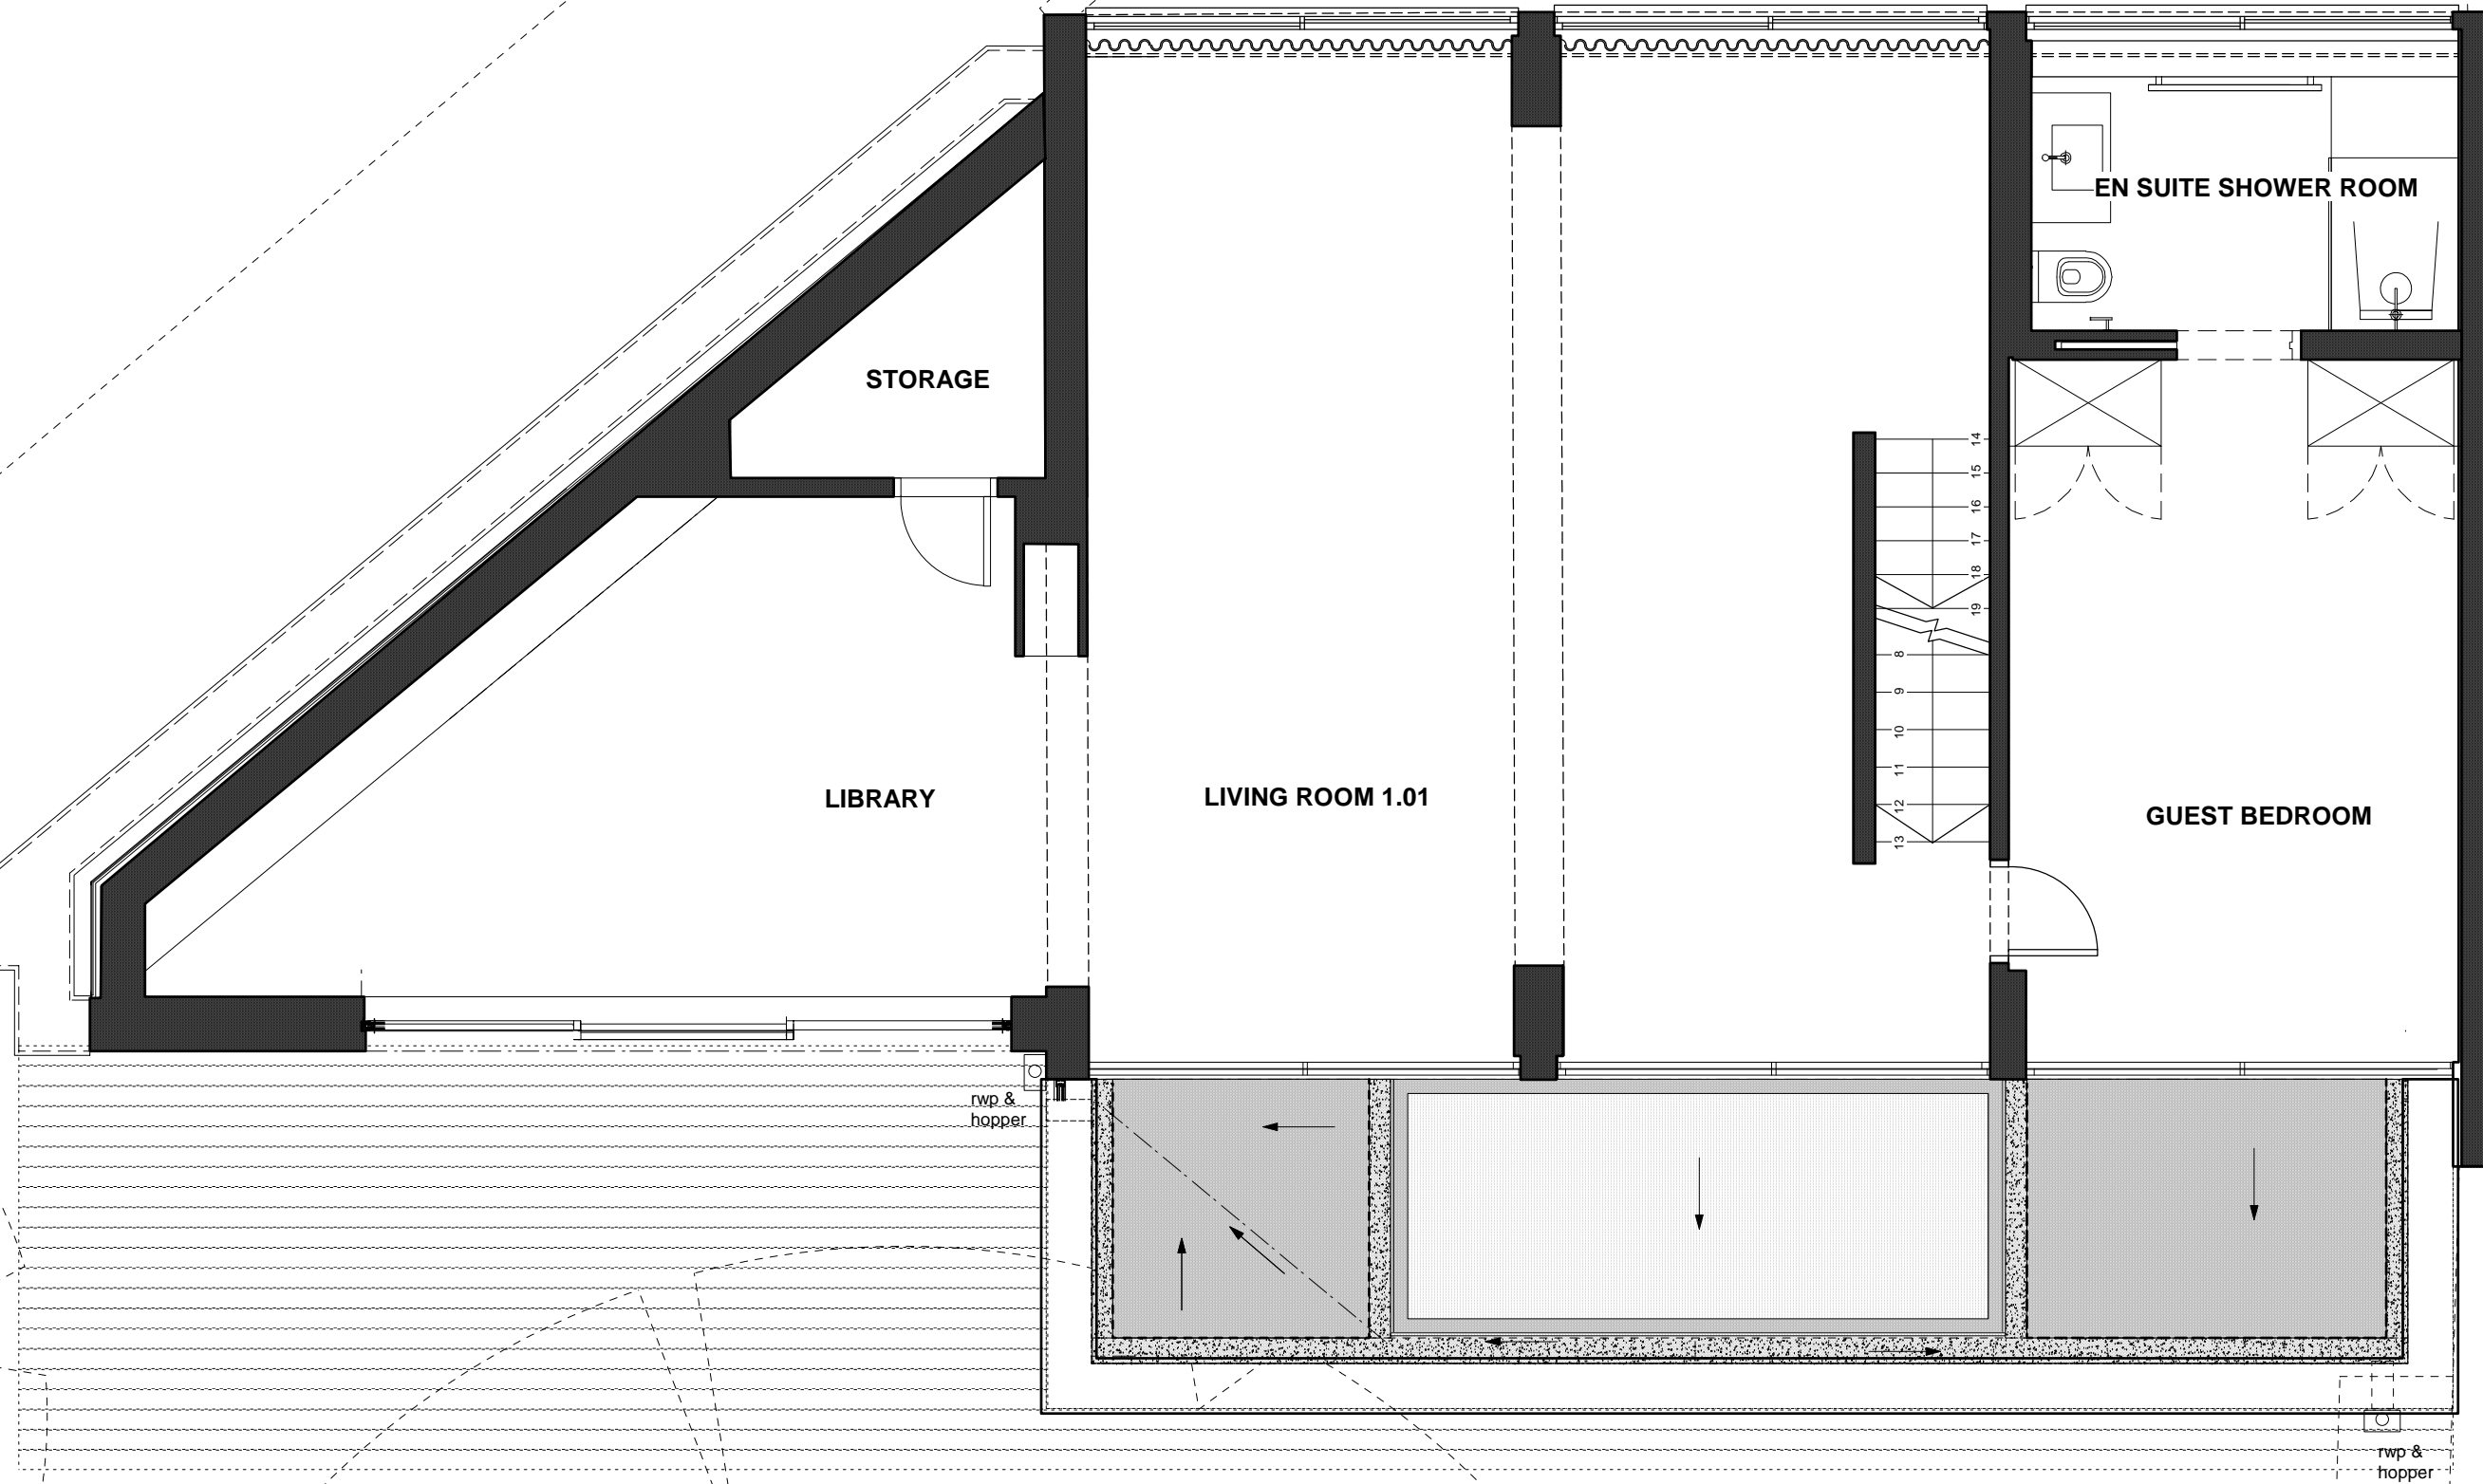 EN SUITE SHOWER ROOM
STORAGE
14
15
16
17
18
19
8
9
10
11
12
13
LIBRARY
LIVING ROOM 1.01
GUEST BEDROOM
rwp &
hopper
rwp &
hopper